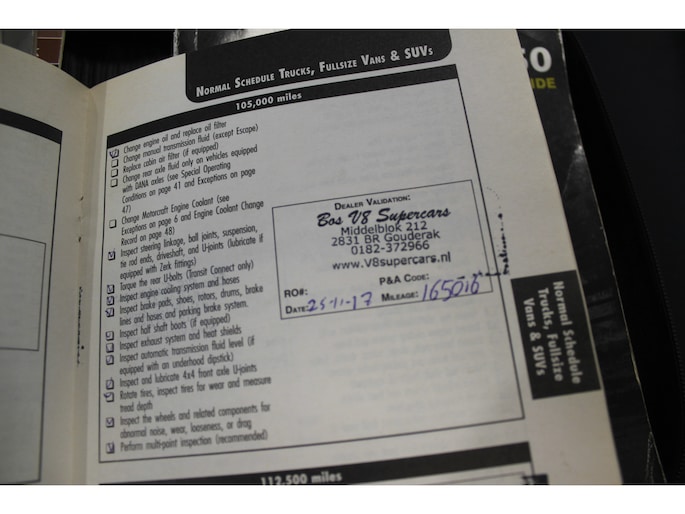 NORMAL SCHEDULE TRUCKS, FULLSIZE VANS & SUVS
50
IDE
105,000 miles
Change engine oil and replace oil filter
Change manual transmission fluid (except Escape)
Replace cabin air filter (if equipped)
Change rear axle fluid only on vehicles equipped
with DANA axles (see Special Operating
Conditions on page 41 and Exceptions on page
47)
Change Motorcraft Engine Coolant (see
Exceptions on page 6 and Engine Coolant Change
Record on page 48)
Inspect steering linkage, ball joints, suspension,
tie rod ends, driveshaft, and U-joints (lubricate if
equipped with Zerk fittings)
Torque the rear U-bolts (Transit Connect only)
Inspect engine cooling system and hoses
Inspect brake pads, shoes, rotors, drums, brake
lines and hoses and parking brake system.
Inspect half shaft boots (if equipped)
Inspect exhaust system and heat shields
Inspect automatic transmission fluid level (if
equipped with an underhood dipstick)
Inspect and lubricate 4x4 front axle U-joints
Rotate tires, inspect tires for wear and measure
tread depth
Inspect the wheels and related components for
abnormal noise, wear, looseness, or drag
Perform multi-point inspection (recommended)
DEALER VALIDATION:
Bos V8 Supercars
Middelblok 212
2831 BR Gouderak
0182-372966
www.V8supercars.nl
RO#: P&A CODE:
DATE: 23-11-17 MILEAGE: 165016
Normal Schedule
Trucks, Fullsize
Vans & SUVs
112,500 miles